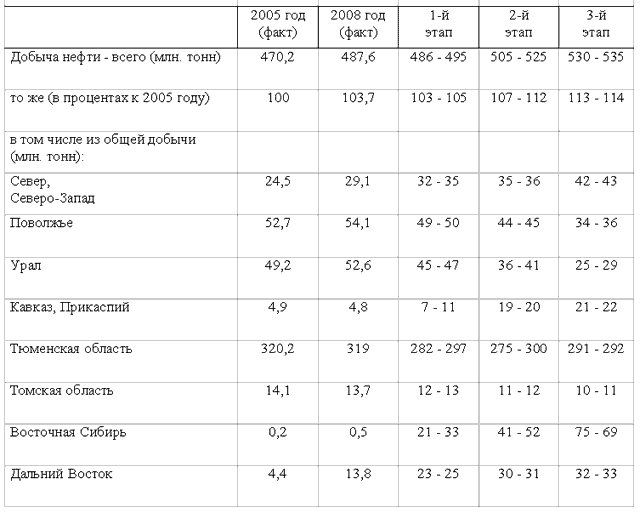 2005 год (факт) 2008 год (факт) 1-й этап 2-й этап 3-й этап
Добыча нефти - всего (млн. тонн) 470,2 487,6 486 - 495 505 - 525 530 - 535
то же (в процентах к 2005 году) 100 103,7 103 - 105 107 - 112 113 - 114
в том числе из общей добычи
(млн. тонн):
Север, 24,5 29,1 32 - 35 35 - 36 42 - 43
Северо-Запад
Поволжье 52,7 54,1 49 - 50 44 - 45 34 - 36
Урал 49,2 52,6 45 - 47 36 - 41 25 - 29
Кавказ, Прикаспий 4,9 4,8 7 - 11 19 - 20 21 - 22
Тюменская область 320,2 319 282 - 297 275 - 300 291 - 292
Томская область 14,1 13,7 12 - 13 11 - 12 10 - 11
Восточная Сибирь 0,2 0,5 21 - 33 41 - 52 75 - 69
Дальний Восток 4,4 13,8 23 - 25 30 - 31 32 - 33